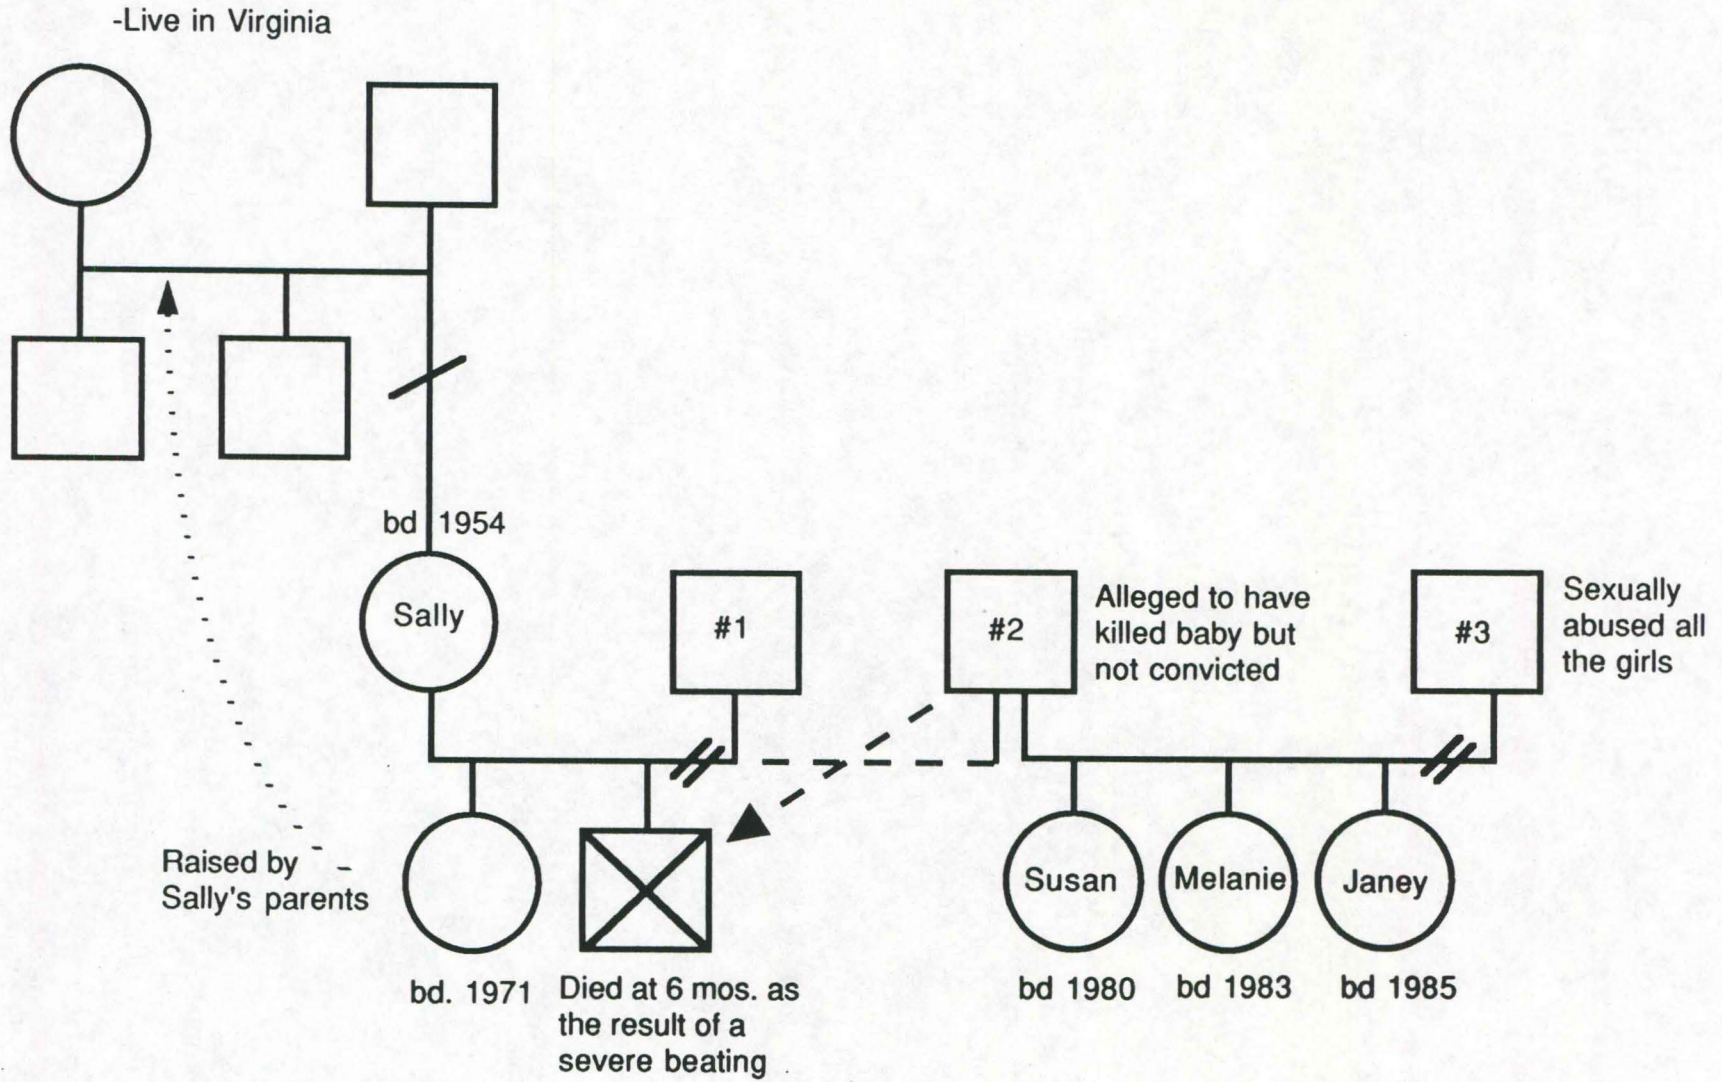 -Live in Virginia
bd 1954
Sally
#1
#2
Alleged to have
killed baby but
not convicted
#3
Sexually
abused all
the girls
Raised by
Sally's parents
Susan
Melanie
Janey
bd. 1971
Died at 6 mos. as
the result of a
severe beating
bd 1980
bd 1983
bd 1985